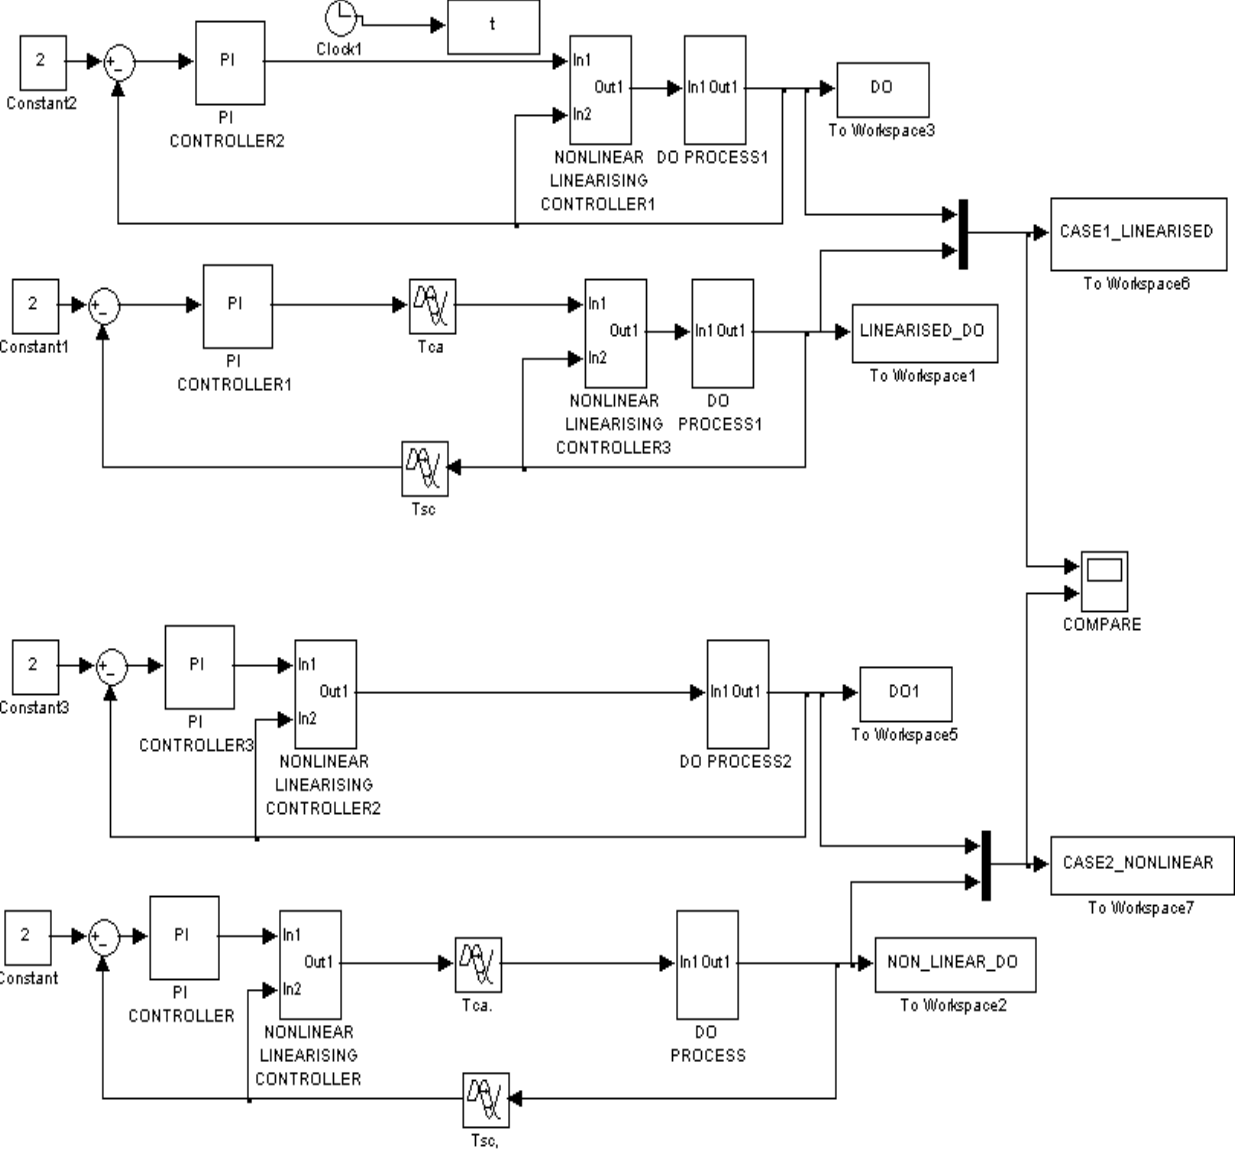 t
Clock1
2
Constant2
+
−
PI
PI
CONTROLLER2
In1
Out1
In2
NONLINEAR
LINEARISING
CONTROLLER1
In1 Out1
DO PROCESS1
DO
To Workspace3
CASE1_LINEARISED
To Workspace6
2
Constant1
+
−
PI
PI
CONTROLLER1
Tca
In1
Out1
In2
NONLINEAR
LINEARISING
CONTROLLER3
In1 Out1
DO
PROCESS1
LINEARISED_DO
To Workspace1
Tsc
COMPARE
2
Constant3
+
−
PI
PI
CONTROLLER3
In1
Out1
In2
NONLINEAR
LINEARISING
CONTROLLER2
In1 Out1
DO PROCESS2
DO1
To Workspace5
CASE2_NONLINEAR
To Workspace7
2
Constant
+
−
PI
PI
CONTROLLER
In1
Out1
In2
NONLINEAR
LINEARISING
CONTROLLER
Tca.
In1 Out1
DO
PROCESS
NON_LINEAR_DO
To Workspace2
Tsc,